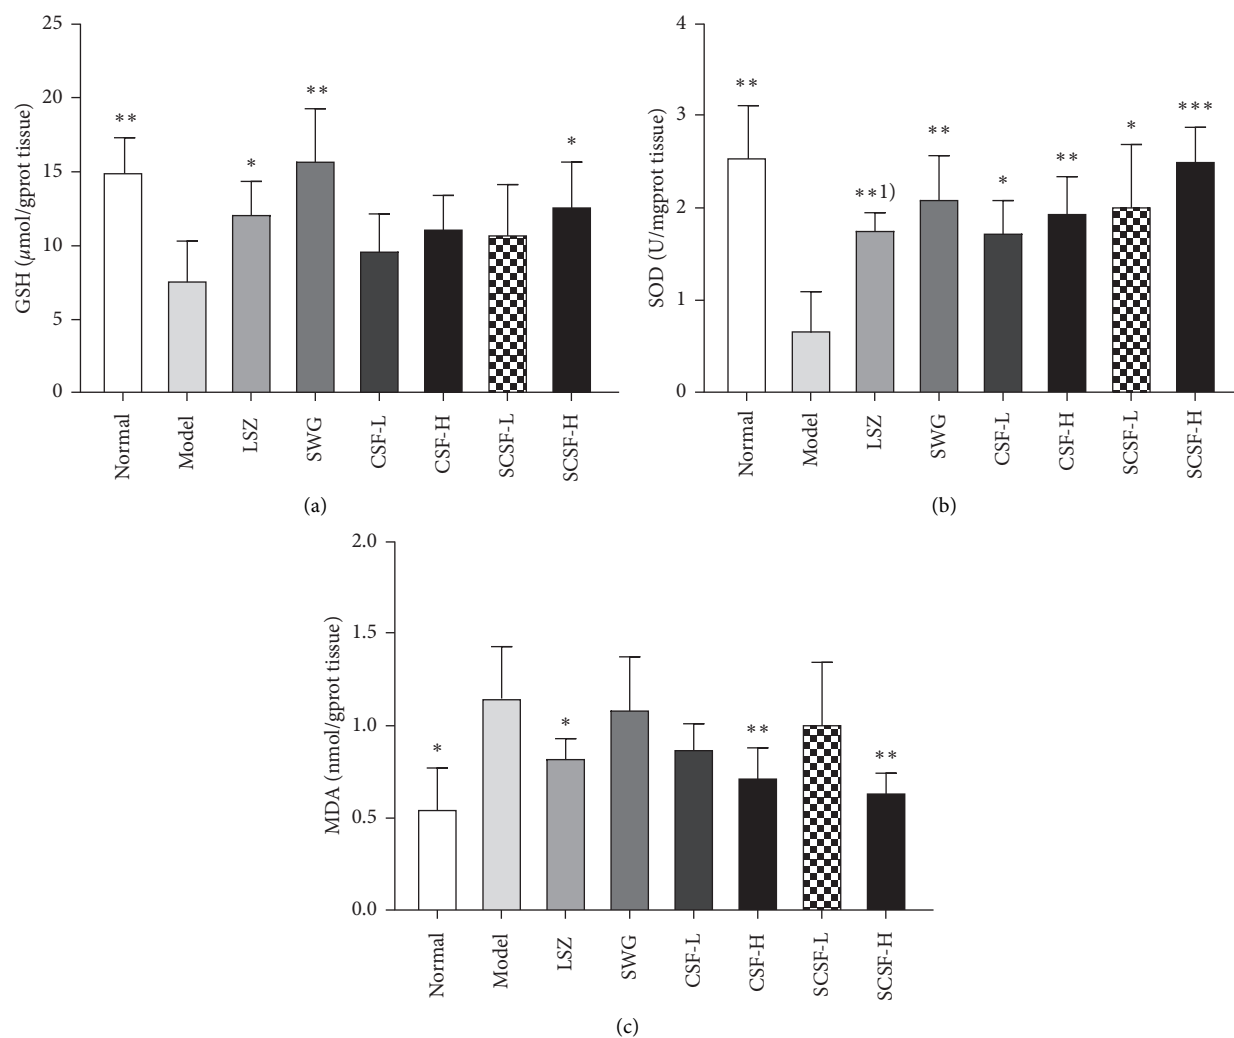 25
20
15
10
5
0
GSH (μmol/gprot tissue)
**
*
**
*
Normal
Model
LSZ
SWG
CSF-L
CSF-H
SCSF-L
SCSF-H
(a)
4
3
2
1
0
SOD (U/mgprot tissue)
**
**1)
**
*
**
*
***
Normal
Model
LSZ
SWG
CSF-L
CSF-H
SCSF-L
SCSF-H
(b)
2.0
1.5
1.0
0.5
0.0
MDA (nmol/gprot tissue)
*
*
**
**
Normal
Model
LSZ
SWG
CSF-L
CSF-H
SCSF-L
SCSF-H
(c)